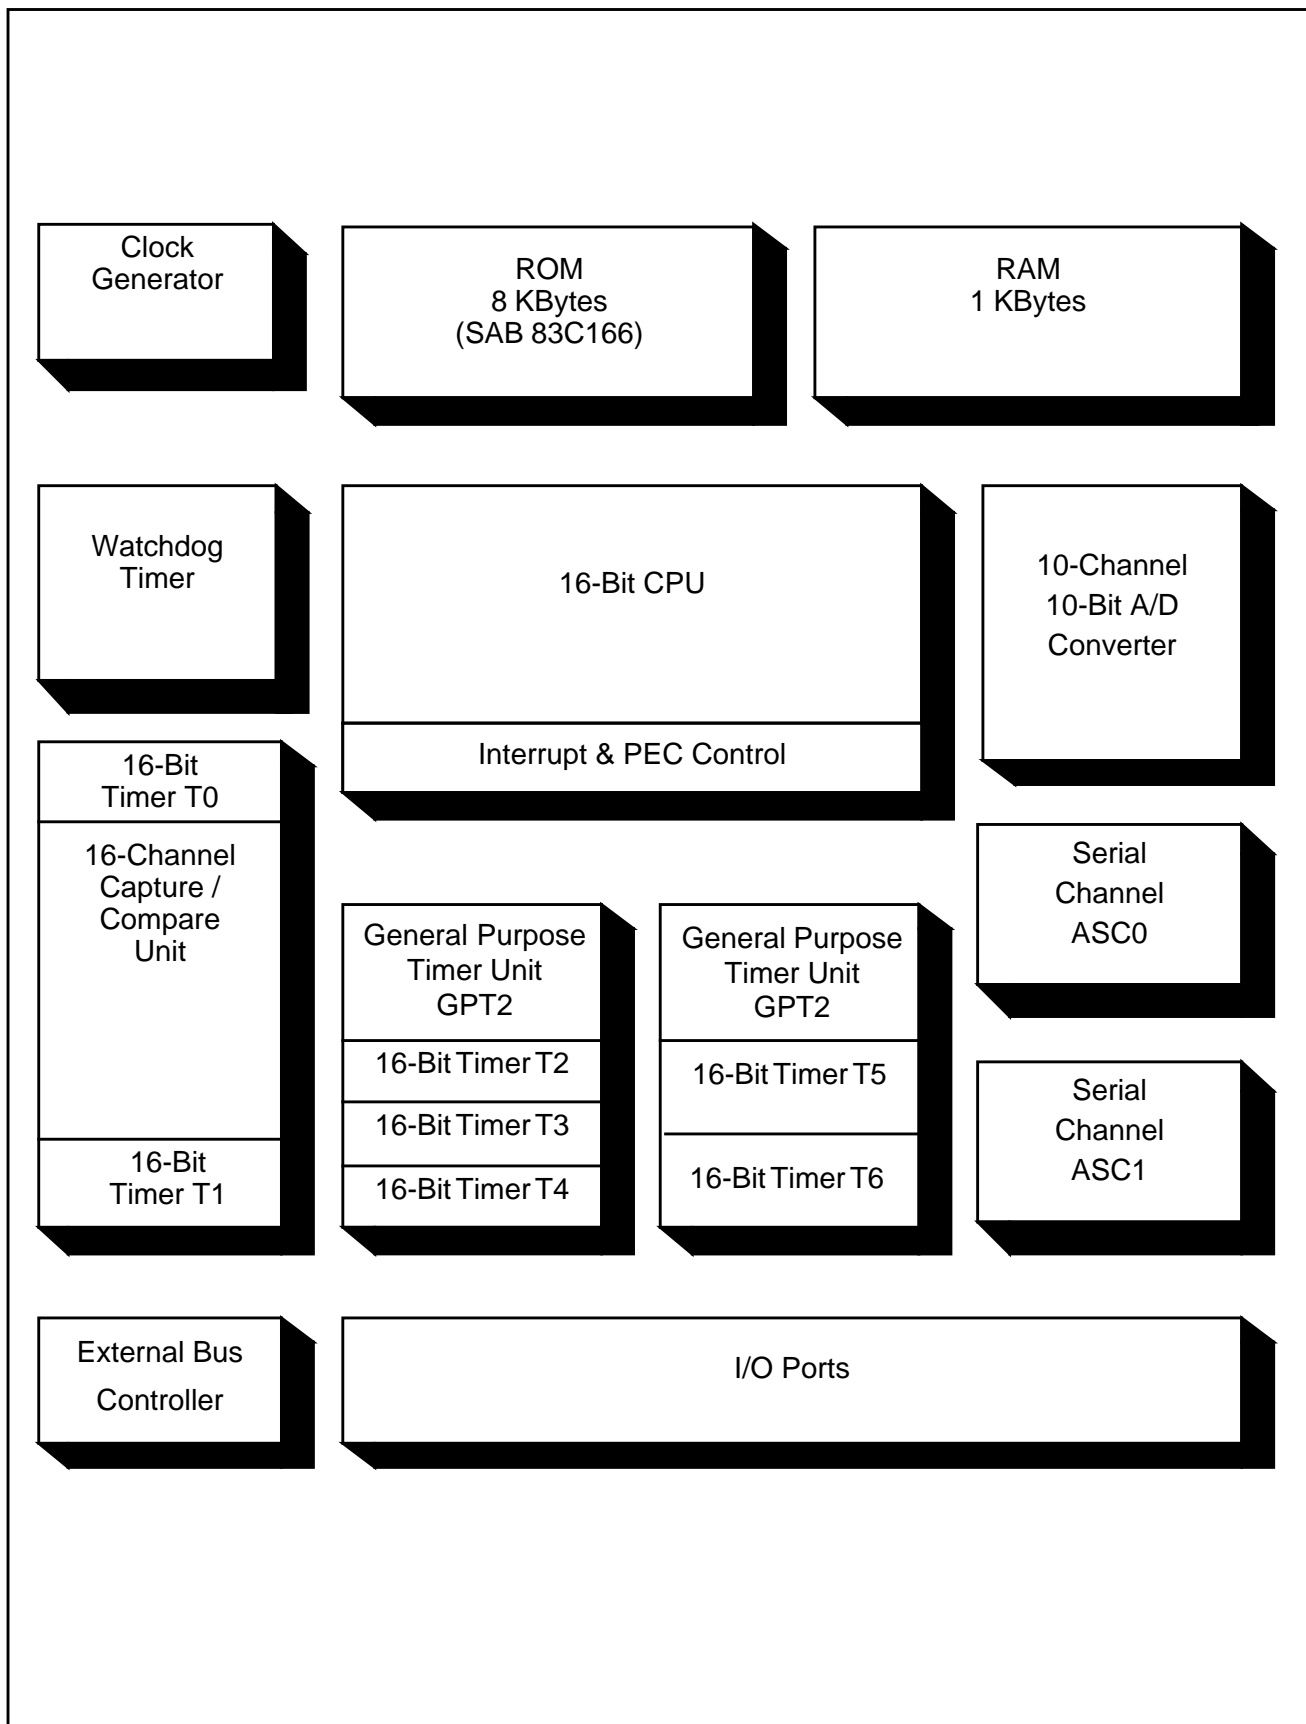 Clock
Generator
ROM
8 KBytes
(SAB 83C166)
RAM
1 KBytes
Watchdog
Timer
16-Bit CPU
Interrupt & PEC Control
10-Channel
10-Bit A/D
Converter
16-Bit
Timer T0
16-Channel
Capture /
Compare
Unit
16-Bit
Timer T1
General Purpose
Timer Unit
GPT2
16-Bit Timer T2
16-Bit Timer T3
16-Bit Timer T4
General Purpose
Timer Unit
GPT2
16-Bit Timer T5
16-Bit Timer T6
Serial
Channel
ASC0
Serial
Channel
ASC1
External Bus
Controller
I/O Ports